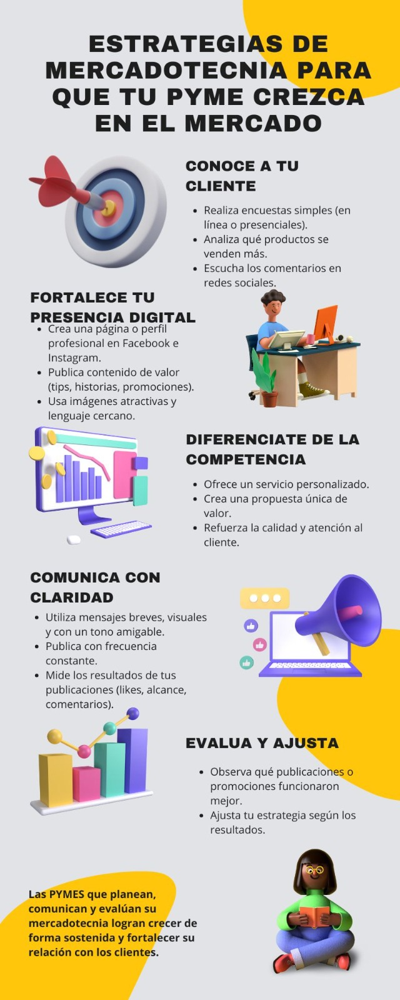 ESTRATEGIAS DE
MERCADOTECNIA PARA
QUE TU PYME CREZCA
EN EL MERCADO
CONOCE A TU
CLIENTE
• Realiza encuestas simples (en
línea o presenciales).
• Analiza qué productos se
venden más.
• Escucha los comentarios en
redes sociales.
FORTALECE TU
PRESENCIA DIGITAL
• Crea una página o perfil
profesional en Facebook e
Instagram.
• Publica contenido de valor
(tips, historias, promociones).
• Usa imágenes atractivas y
lenguaje cercano.
DIFERENCIATE DE LA
COMPETENCIA
• Ofrece un servicio personalizado.
• Crea una propuesta única de
valor.
• Refuerza la calidad y atención al
cliente.
COMUNICA CON
CLARIDAD
• Utiliza mensajes breves, visuales
y con un tono amigable.
• Publica con frecuencia
constante.
• Mide los resultados de tus
publicaciones (likes, alcance,
comentarios).
EVALUA Y AJUSTA
• Observa qué publicaciones o
promociones funcionaron
mejor.
• Ajusta tu estrategia según los
resultados.
Las PYMES que planean,
comunican y evalúan su
mercadotecnia logran crecer de
forma sostenida y fortalecer su
relación con los clientes.